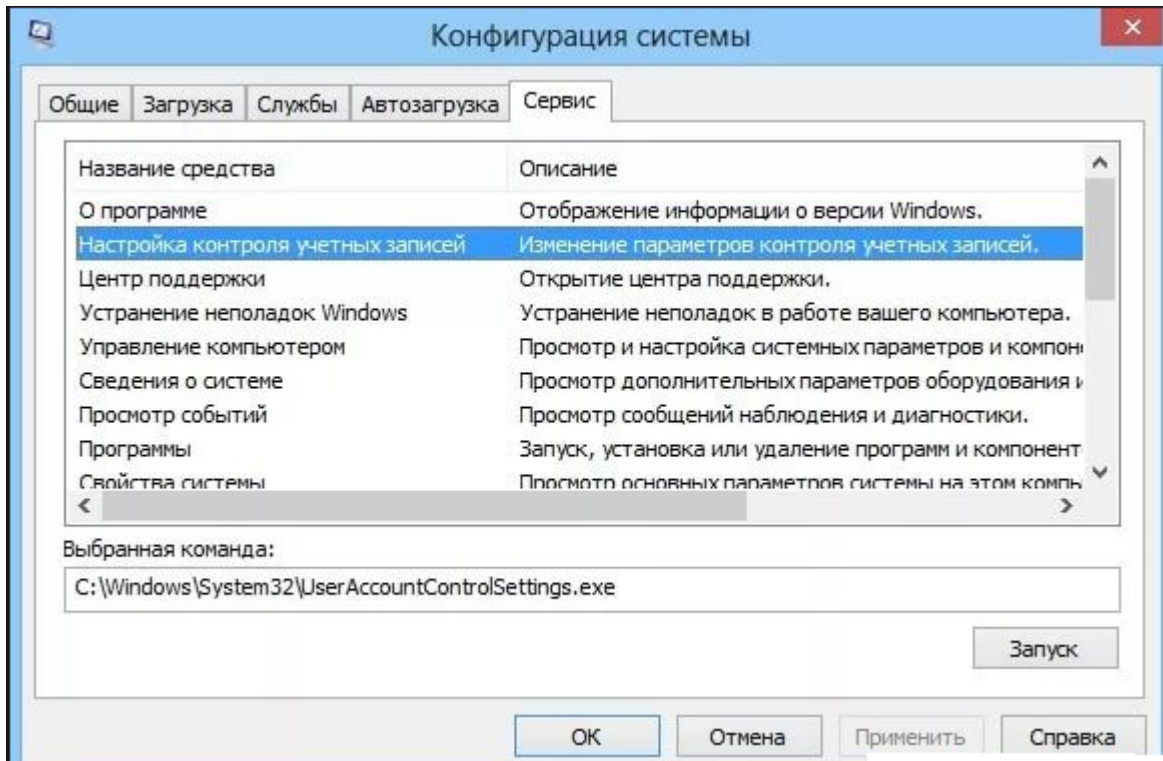 Конфигурация системы
Общие Загрузка Службы Автозагрузка Сервис
Название средства Описание
О программе Отображение информации о версии Windows.
Настройка контроля учетных записей Изменение параметров контроля учетных записей.
Центр поддержки Открытие центра поддержки.
Устранение неполадок Windows Устранение неполадок в работе вашего компьютера.
Управление компьютером Просмотр и настройка системных параметров и компон
Сведения о системе Просмотр дополнительных параметров оборудования и
Просмотр событий Просмотр сообщений наблюдения и диагностики.
Программы Запуск, установка или удаление программ и компонент
Свойства системы Просмотр основных параметров системы на этом компь
Выбранная команда:
C:\Windows\System32\UserAccountControlSettings.exe
Запуск
ОК Отмена Применить Справка